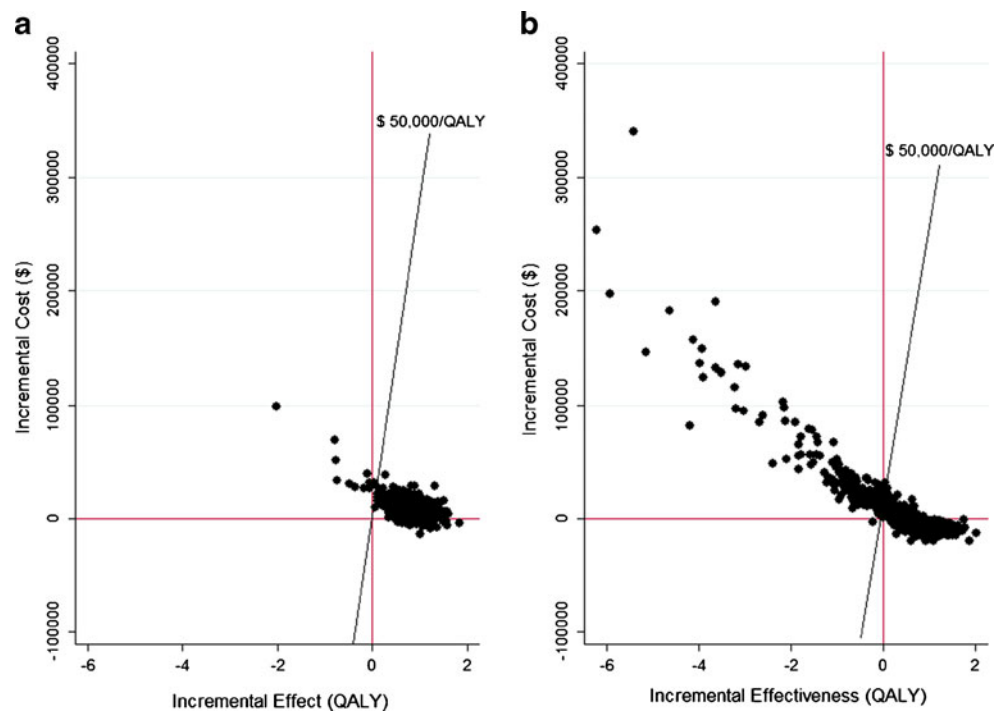 a
400000
300000
200000
100000
0
-100000
Incremental Cost ($)
$ 50,000/QALY
-6 -4 -2 0 2
Incremental Effect (QALY)
b
400000
300000
200000
100000
0
-100000
Incremental Cost ($)
$ 50,000/QALY
-6 -4 -2 0 2
Incremental Effectiveness (QALY)